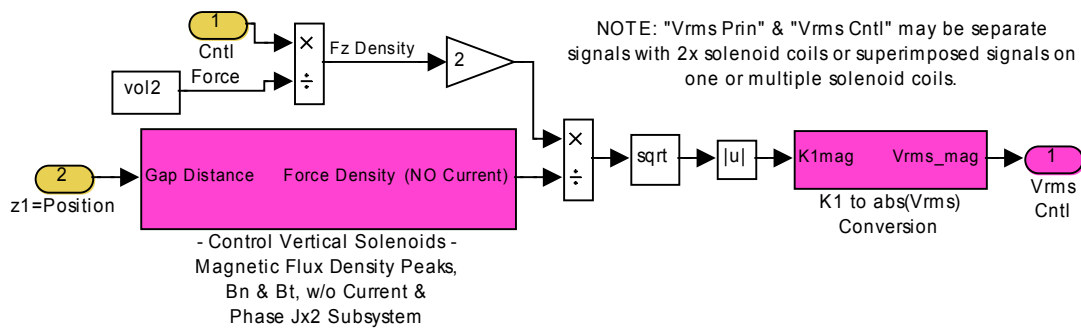 1
Cntl
Force
vol2
×
÷
Fz Density
2
NOTE: "Vrms Prin" & "Vrms Cntl" may be separate
signals with 2x solenoid coils or superimposed signals on
one or multiple solenoid coils.
2
z1=Position
Gap Distance
Force Density (NO Current)
- Control Vertical Solenoids -
Magnetic Flux Density Peaks,
Bn & Bt, w/o Current &
Phase Jx2 Subsystem
×
÷
sqrt
|u|
K1mag
Vrms_mag
K1 to abs(Vrms)
Conversion
1
Vrms
Cntl